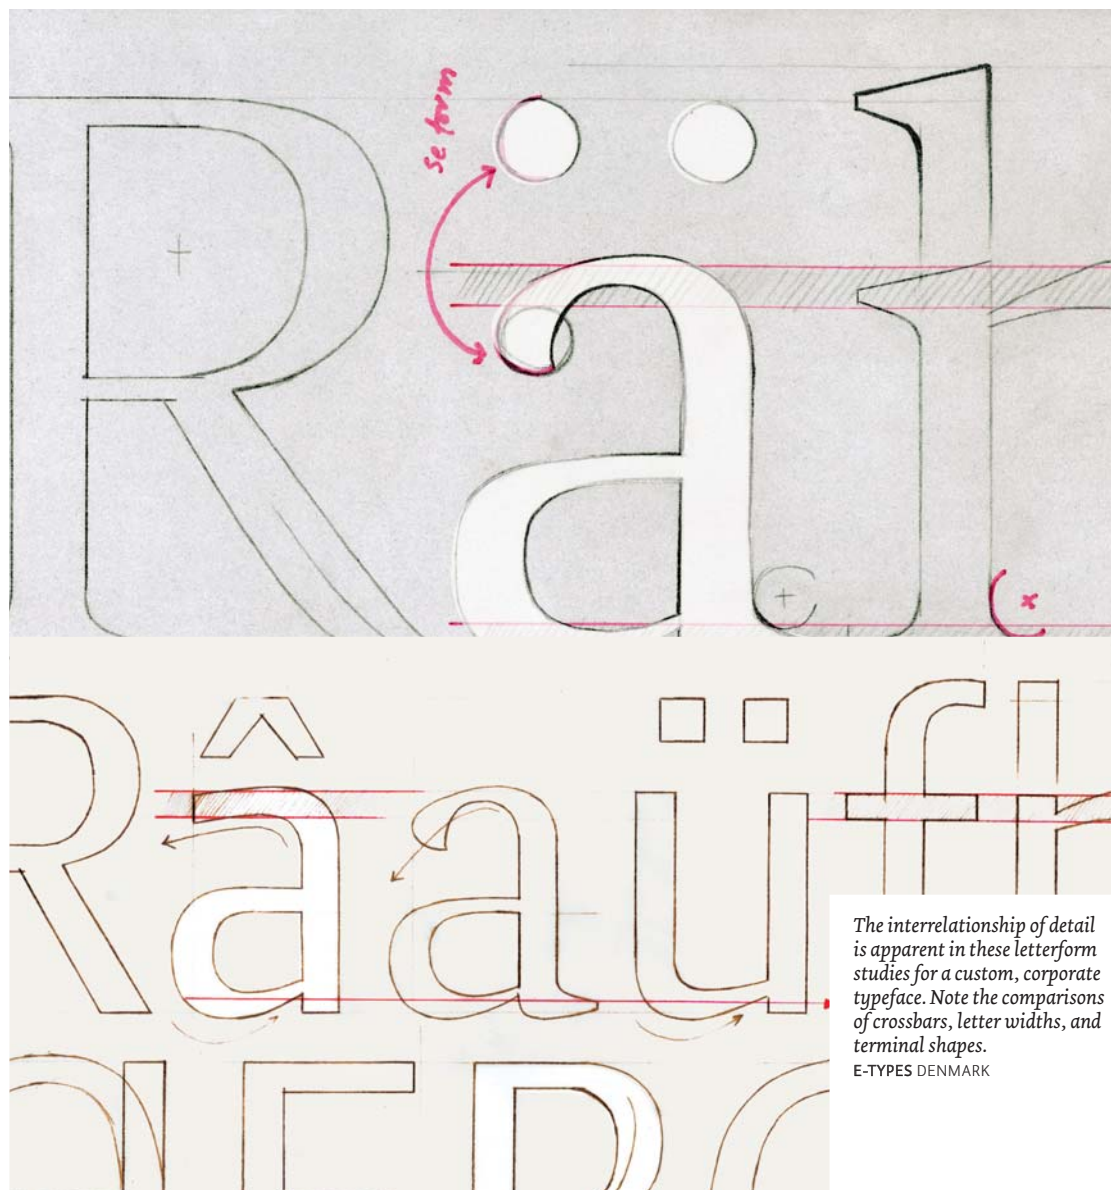 se form
Rät
Râaüfh
The interrelationship of detail
is apparent in these letterform
studies for a custom, corporate
typeface. Note the comparisons
of crossbars, letter widths, and
terminal shapes.
E-TYPES DENMARK